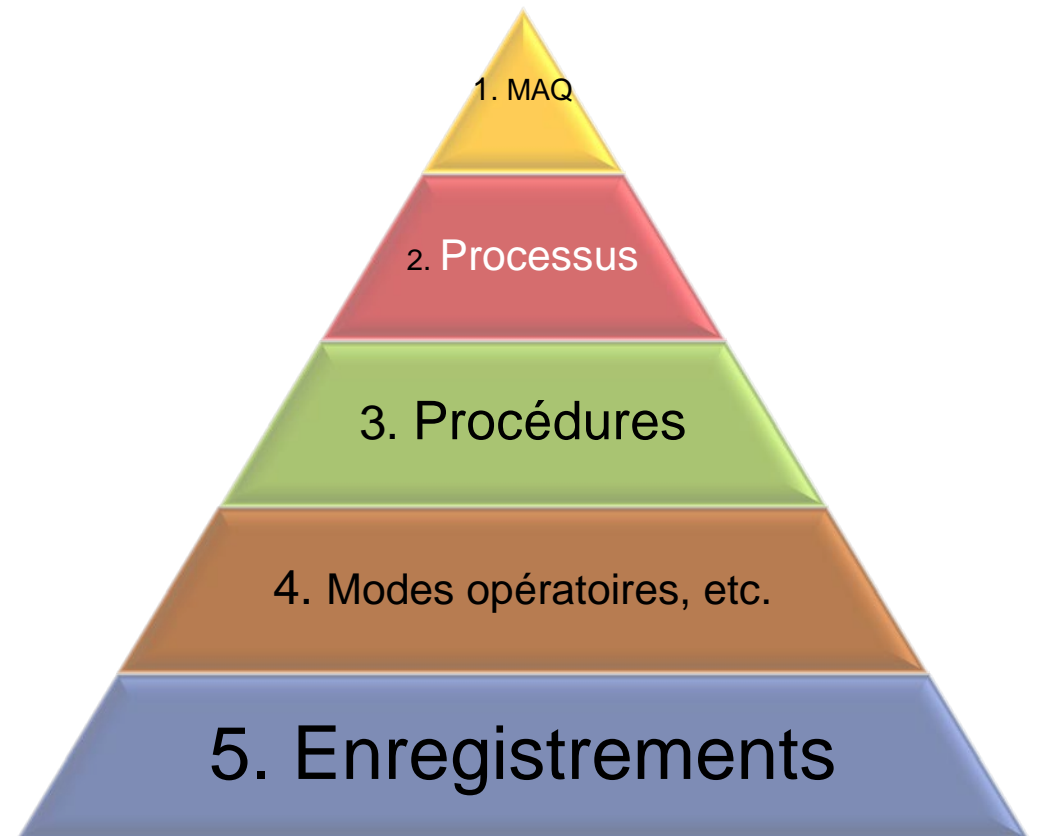 1. MAQ
2. Processus
3. Procédures
4. Modes opératoires, etc.
5. Enregistrements